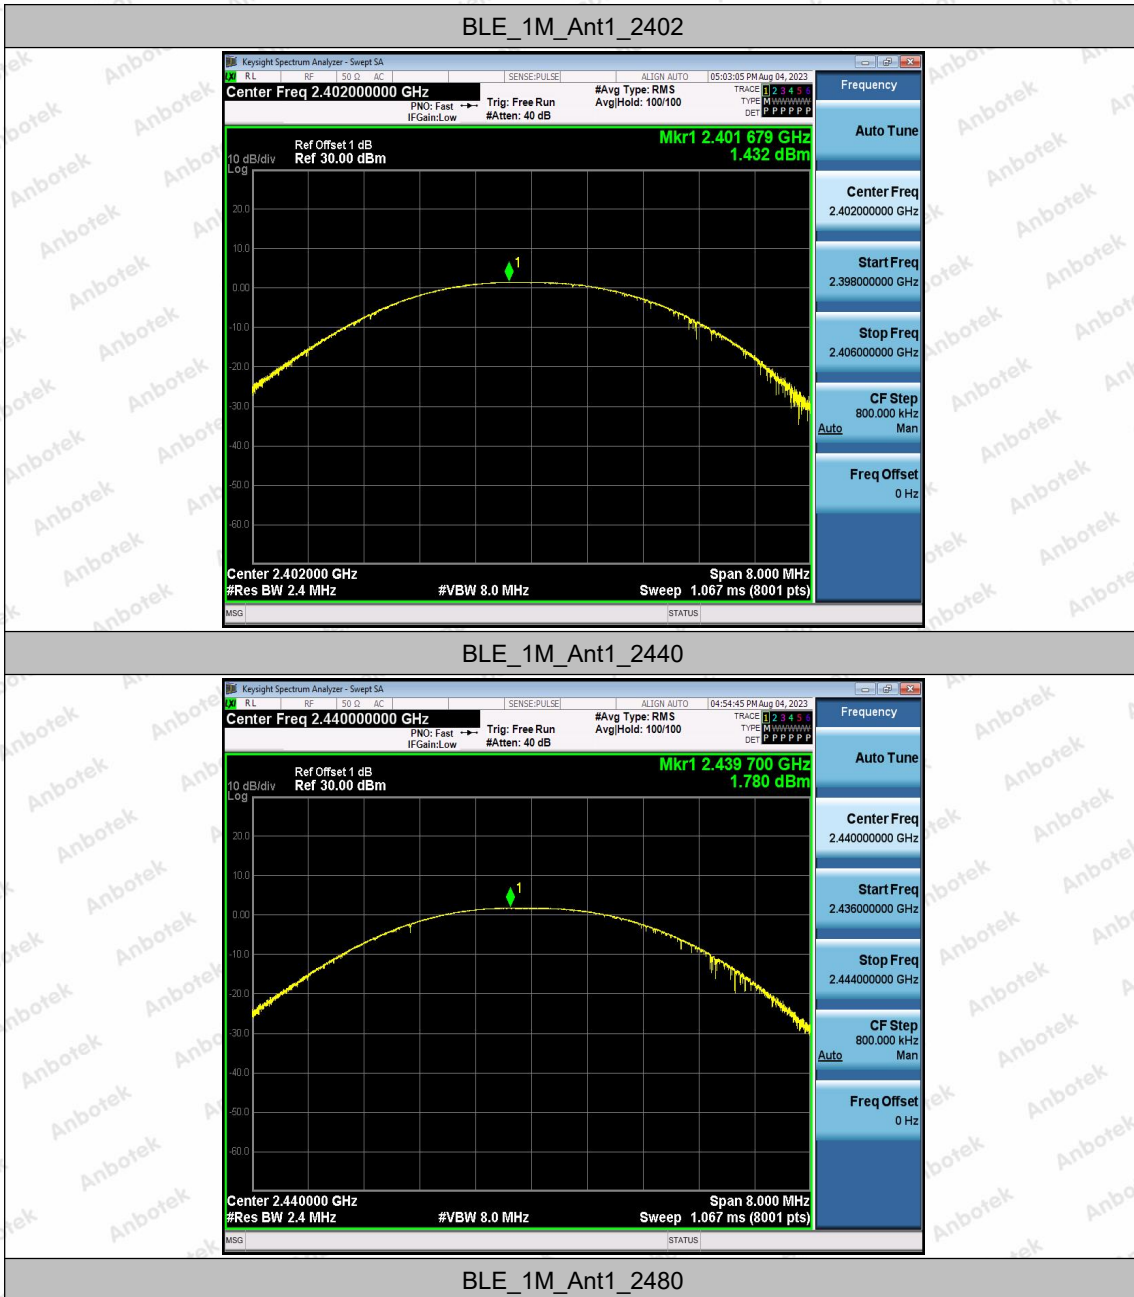 BLE_1M_Ant1_2402
Keysight Spectrum Analyzer - Swept SA
LXI RL RF 50 Ω AC SENSE:PULSE ALIGN AUTO 05:03:05 PM Aug 04, 2023
Center Freq 2.402000000 GHz
PNO: Fast
IFGain:Low
Trig: Free Run
#Atten: 40 dB
#Avg Type: RMS
Avg|Hold: 100/100
TRACE 1 2 3 4 5 6
TYPE M W W W W W
DET P P P P P P
Ref Offset 1 dB
10 dB/div Ref 30.00 dBm
Log
Mkr1 2.401 679 GHz
1.432 dBm
1
20.0
10.0
0.00
-10.0
-20.0
-30.0
-40.0
-50.0
-60.0
Center 2.402000 GHz Span 8.000 MHz
#Res BW 2.4 MHz #VBW 8.0 MHz Sweep 1.067 ms (8001 pts)
MSG STATUS
Frequency
Auto Tune
Center Freq
2.402000000 GHz
Start Freq
2.398000000 GHz
Stop Freq
2.406000000 GHz
CF Step
800.000 kHz
Auto Man
Freq Offset
0 Hz
BLE_1M_Ant1_2440
Keysight Spectrum Analyzer - Swept SA
LXI RL RF 50 Ω AC SENSE:PULSE ALIGN AUTO 04:54:45 PM Aug 04, 2023
Center Freq 2.440000000 GHz
PNO: Fast
IFGain:Low
Trig: Free Run
#Atten: 40 dB
#Avg Type: RMS
Avg|Hold: 100/100
TRACE 1 2 3 4 5 6
TYPE M W W W W W
DET P P P P P P
Ref Offset 1 dB
10 dB/div Ref 30.00 dBm
Log
Mkr1 2.439 700 GHz
1.780 dBm
1
20.0
10.0
0.00
-10.0
-20.0
-30.0
-40.0
-50.0
-60.0
Center 2.440000 GHz Span 8.000 MHz
#Res BW 2.4 MHz #VBW 8.0 MHz Sweep 1.067 ms (8001 pts)
MSG STATUS
Frequency
Auto Tune
Center Freq
2.440000000 GHz
Start Freq
2.436000000 GHz
Stop Freq
2.444000000 GHz
CF Step
800.000 kHz
Auto Man
Freq Offset
0 Hz
BLE_1M_Ant1_2480
Anbotek